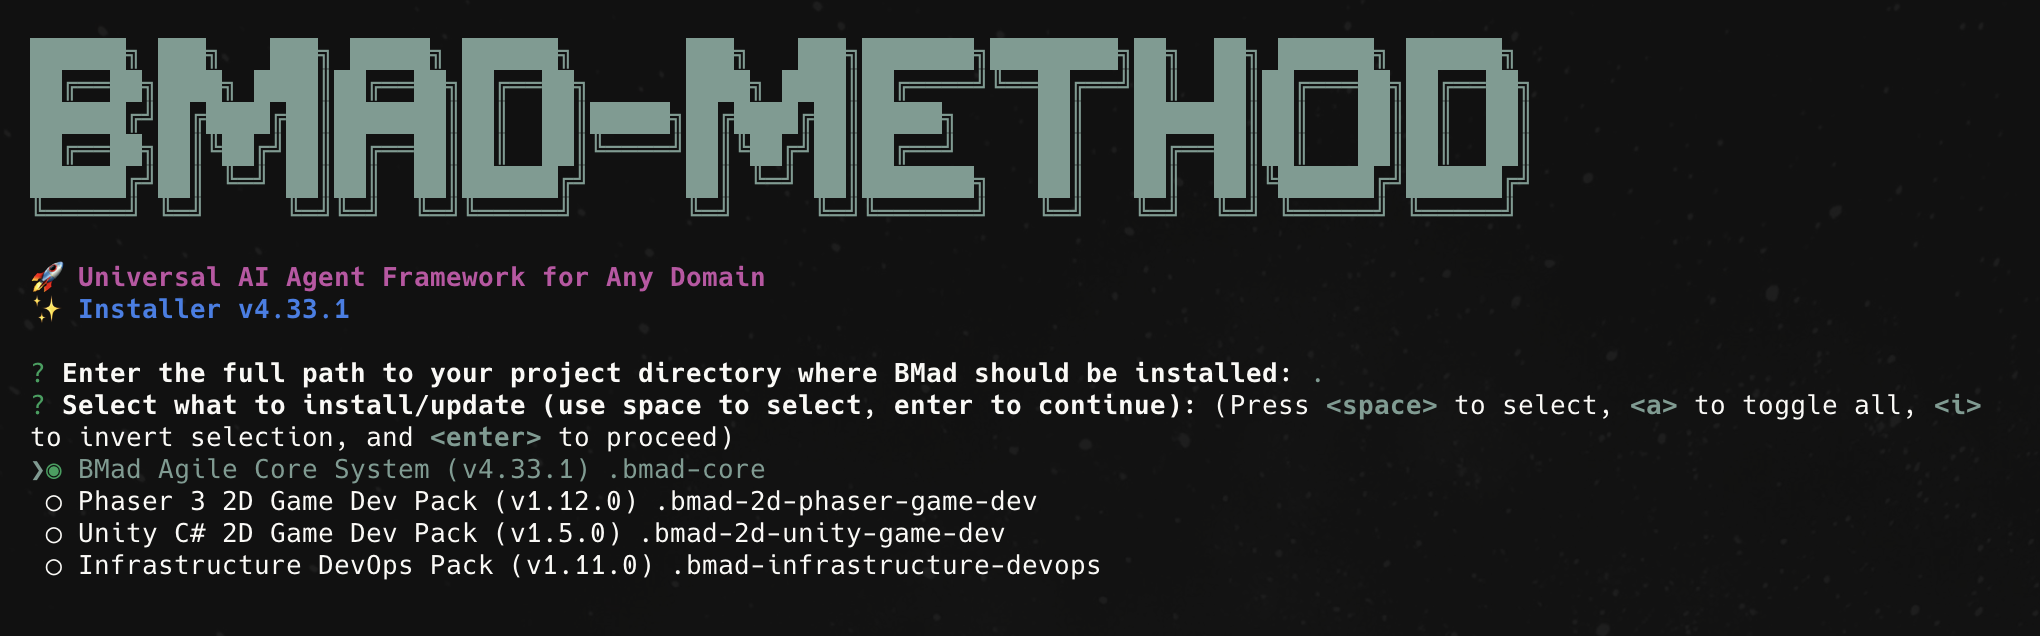 BMAD-METHOD
🚀 Universal AI Agent Framework for Any Domain
✨ Installer v4.33.1
? Enter the full path to your project directory where BMad should be installed: .
? Select what to install/update (use space to select, enter to continue): (Press <space> to select, <a> to toggle all, <i>
to invert selection, and <enter> to proceed)
❯◉ BMad Agile Core System (v4.33.1) .bmad-core
◯ Phaser 3 2D Game Dev Pack (v1.12.0) .bmad-2d-phaser-game-dev
◯ Unity C# 2D Game Dev Pack (v1.5.0) .bmad-2d-unity-game-dev
◯ Infrastructure DevOps Pack (v1.11.0) .bmad-infrastructure-devops